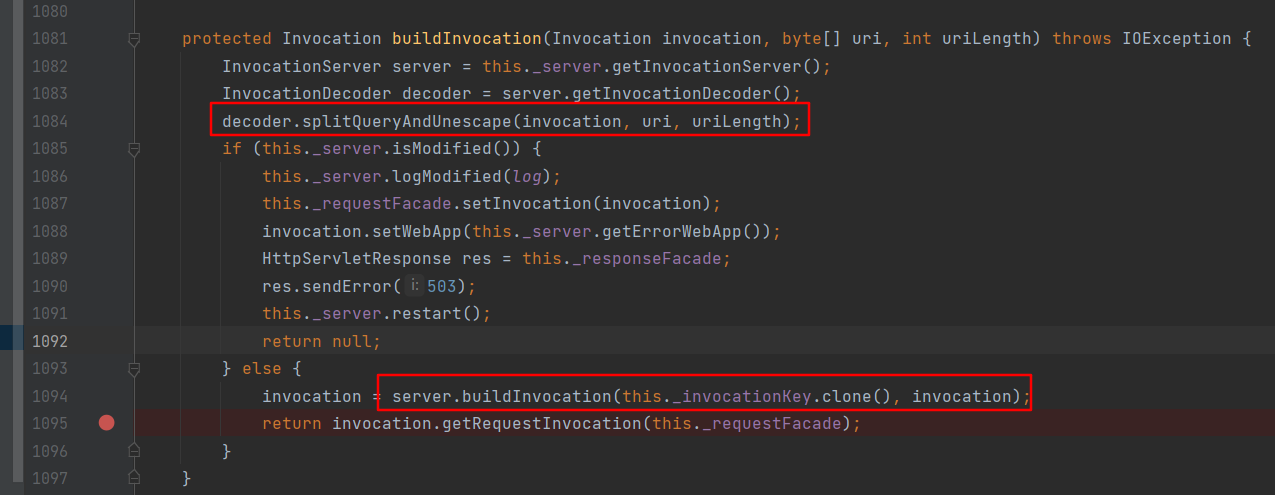 1080
1081 protected Invocation buildInvocation(Invocation invocation, byte[] uri, int uriLength) throws IOException {
1082 InvocationServer server = this._server.getInvocationServer();
1083 InvocationDecoder decoder = server.getInvocationDecoder();
1084 decoder.splitQueryAndUnescape(invocation, uri, uriLength);
1085 if (this._server.isModified()) {
1086 this._server.logModified(log);
1087 this._requestFacade.setInvocation(invocation);
1088 invocation.setWebApp(this._server.getErrorWebApp());
1089 HttpServletResponse res = this._responseFacade;
1090 res.sendError( i: 503);
1091 this._server.restart();
1092 return null;
1093 } else {
1094 invocation = server.buildInvocation(this._invocationKey.clone(), invocation);
1095 return invocation.getRequestInvocation(this._requestFacade);
1096 }
1097 }